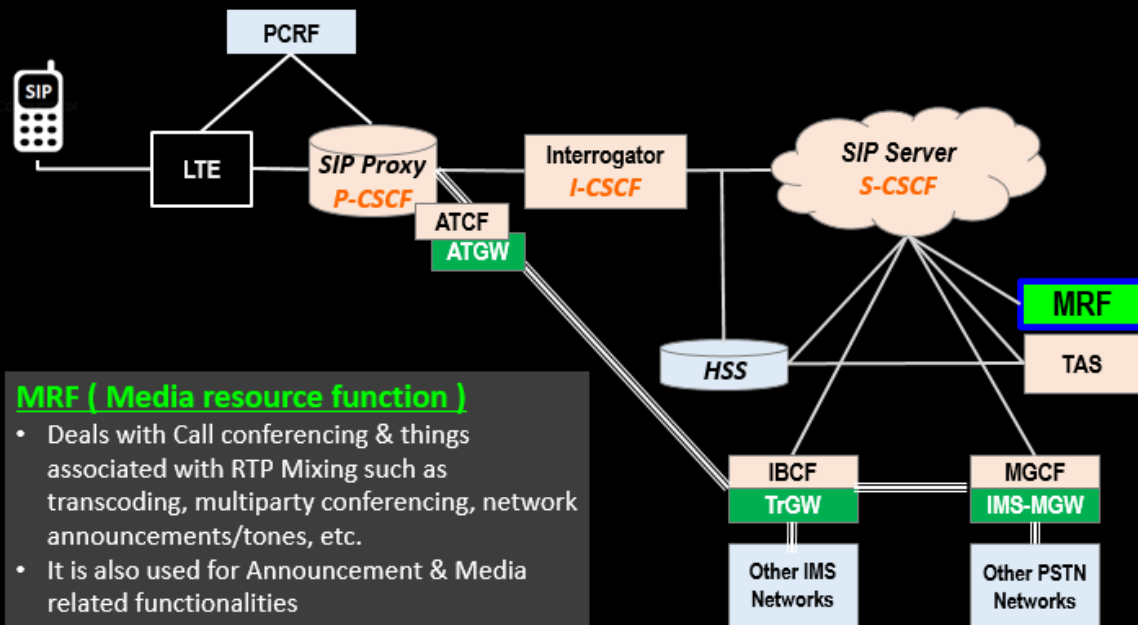 PCRF
SIP
LTE
SIP Proxy
P-CSCF
Interrogator
I-CSCF
SIP Server
S-CSCF
ATCF
ATGW
MRF
HSS
TAS
MRF ( Media resource function )
• Deals with Call conferencing & things
associated with RTP Mixing such as
transcoding, multiparty conferencing, network
announcements/tones, etc.
• It is also used for Announcement & Media
related functionalities
IBCF
TrGW
MGCF
IMS-MGW
Other IMS
Networks
Other PSTN
Networks